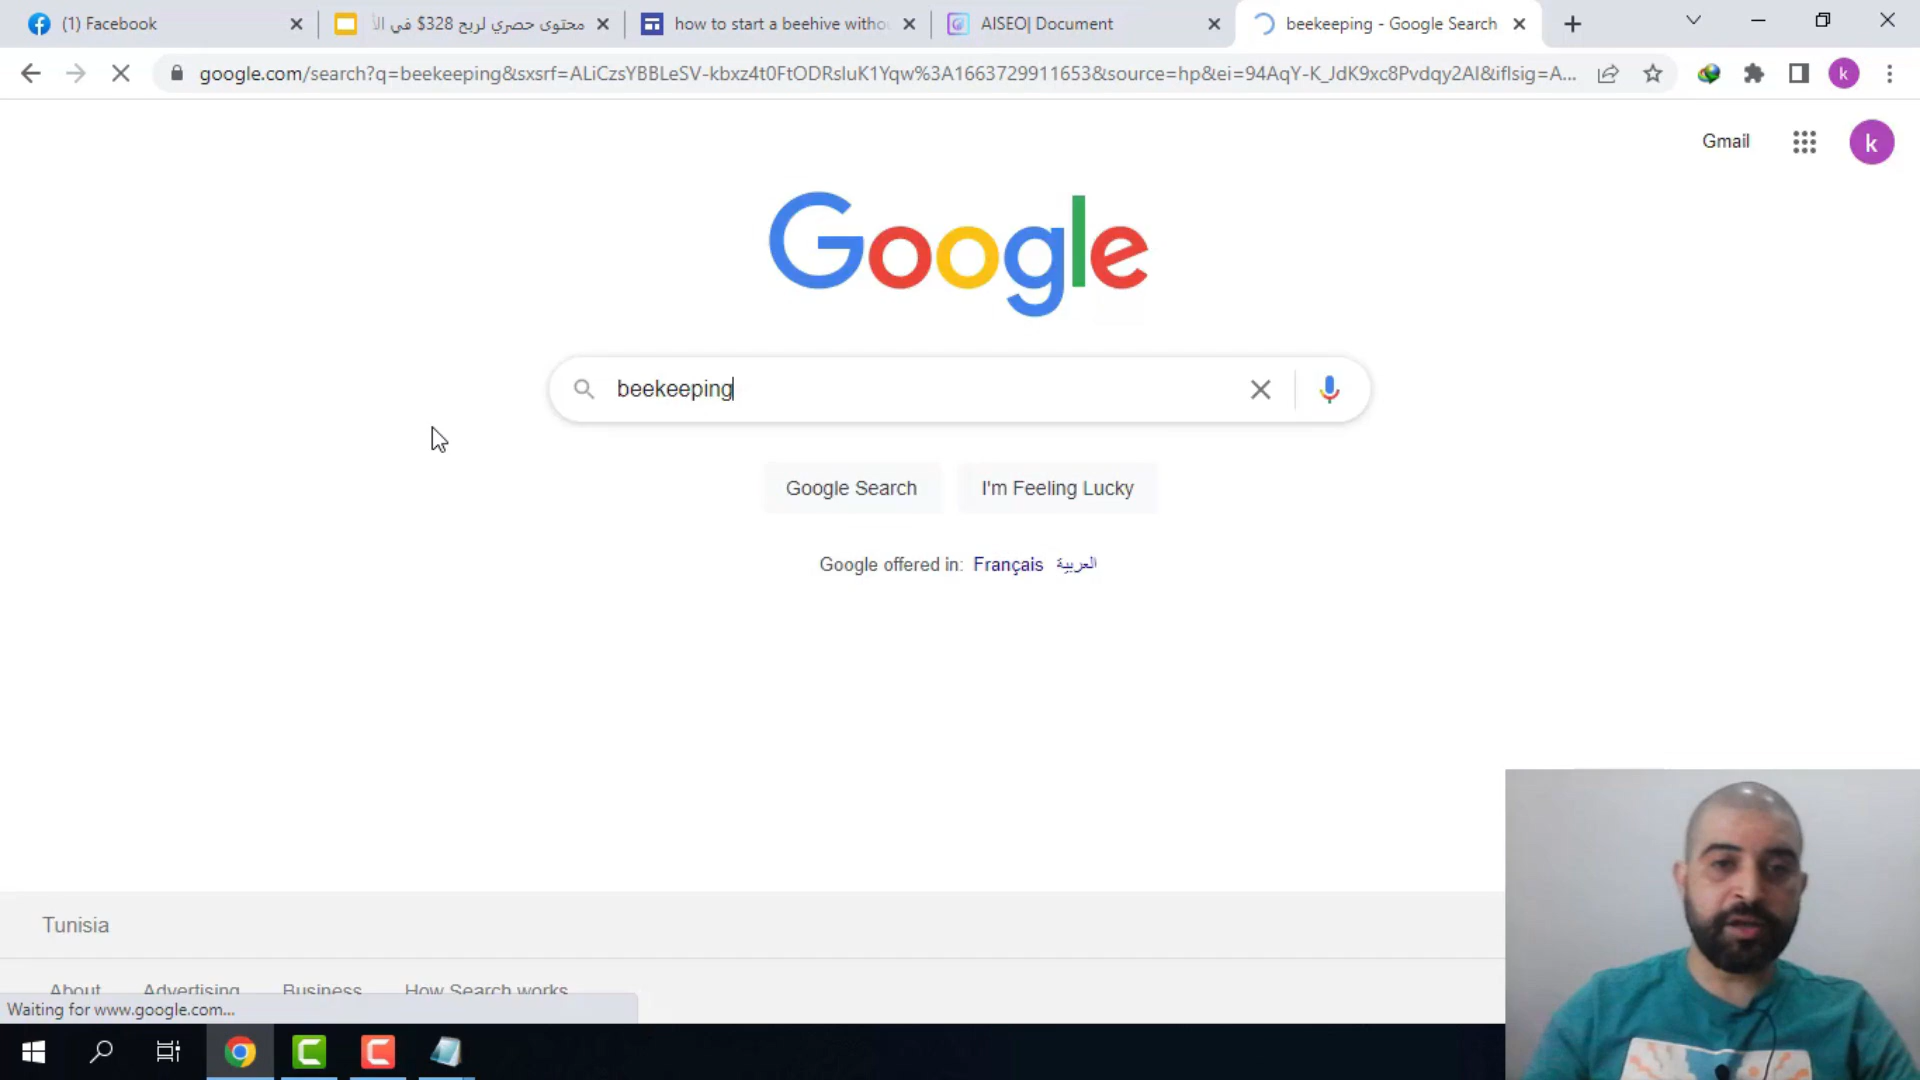 (1) Facebook
محتوى حصري لربح 328$ في الأ
how to start a beehive witho
AISEO| Document
beekeeping - Google Search
google.com/search?q=beekeeping&sxsrf=ALiCzsYBBLeSV-kbxz4t0FtODRsluK1Yqw%3A1663729911653&source=hp&ei=94AqY-K_JdK9xc8Pvdqy2AI&iflsig=A...
k
Gmail
k
Google
beekeeping
Google Search
I'm Feeling Lucky
Google offered in: Français العربية
Tunisia
About Advertising Business How Search works
Waiting for www.google.com...